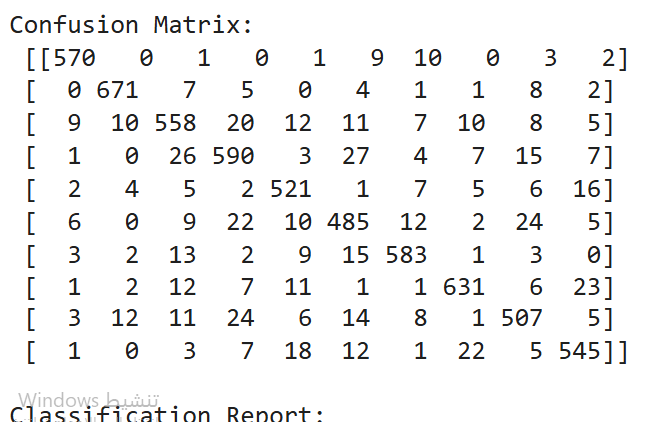 Confusion Matrix:
[[570 0 1 0 1 9 10 0 3 2]
[ 0 671 7 5 0 4 1 1 8 2]
[ 9 10 558 20 12 11 7 10 8 5]
[ 1 0 26 590 3 27 4 7 15 7]
[ 2 4 5 2 521 1 7 5 6 16]
[ 6 0 9 22 10 485 12 2 24 5]
[ 3 2 13 2 9 15 583 1 3 0]
[ 1 2 12 7 11 1 1 631 6 23]
[ 3 12 11 24 6 14 8 1 507 5]
[ 1 0 3 7 18 12 1 22 5 545]]
تنشيط Windows
Classification Report: